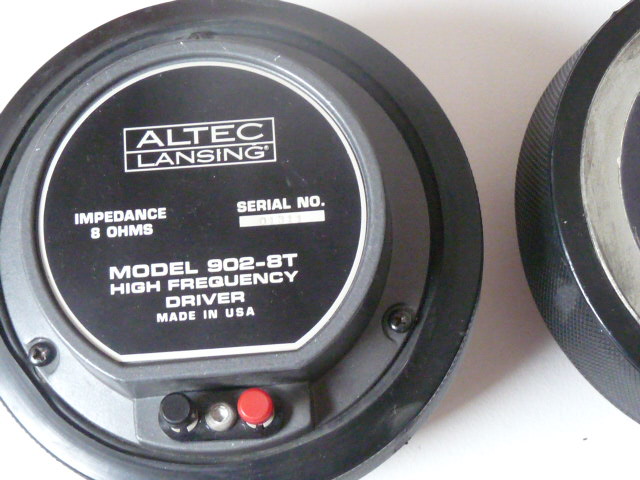 ALTEC
LANSING®
IMPEDANCE
8 OHMS
SERIAL NO.
MODEL 902-8T
HIGH FREQUENCY
DRIVER
MADE IN USA